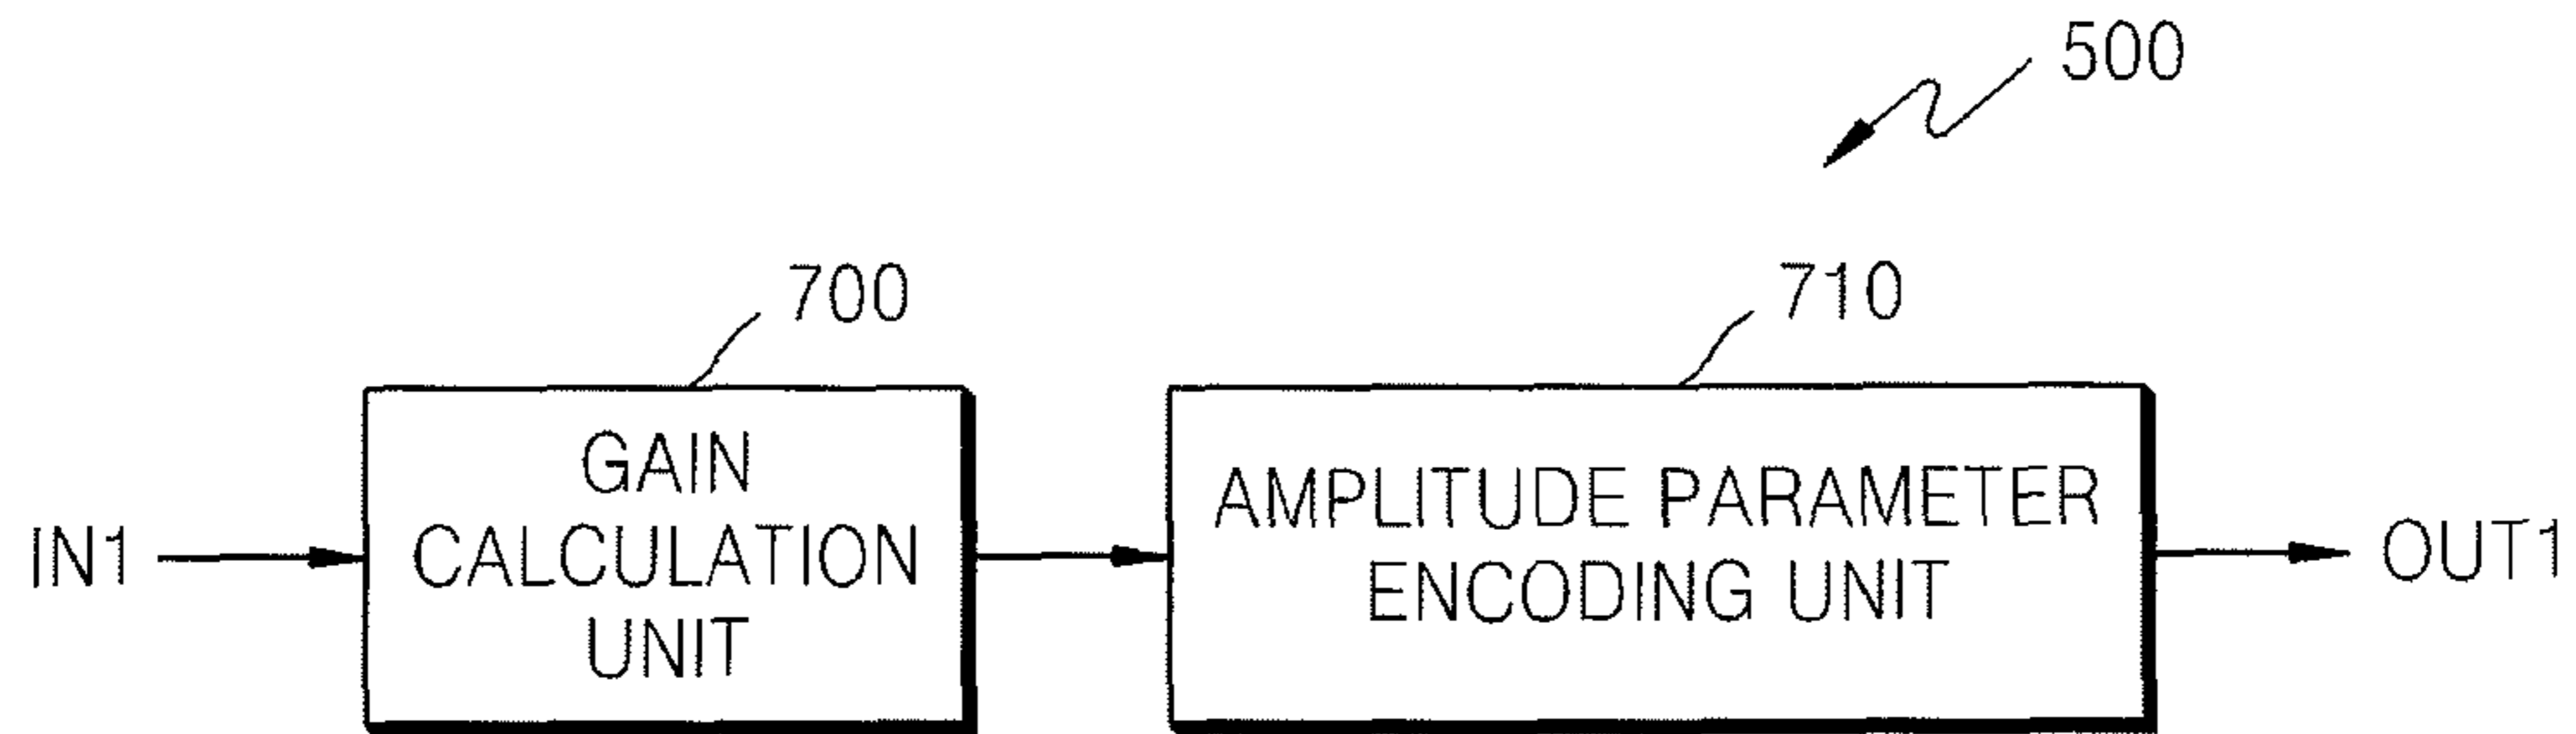 500
700
710
GAIN
CALCULATION
UNIT
AMPLITUDE PARAMETER
ENCODING UNIT
IN1
OUT1